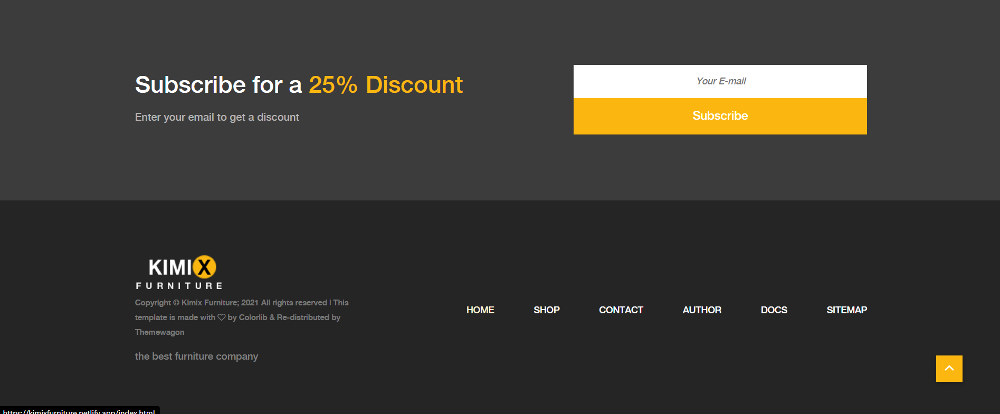 Subscribe for a 25% Discount
Enter your email to get a discount
Your E-mail
Subscribe
KIMIX
FURNITURE
Copyright © Kimix Furniture; 2021 All rights reserved | This
template is made with ♡ by Colorlib & Re-distributed by
Themewagon
the best furniture company
HOME SHOP CONTACT AUTHOR DOCS SITEMAP
https://kimixfurniture.netlify.app/index.html